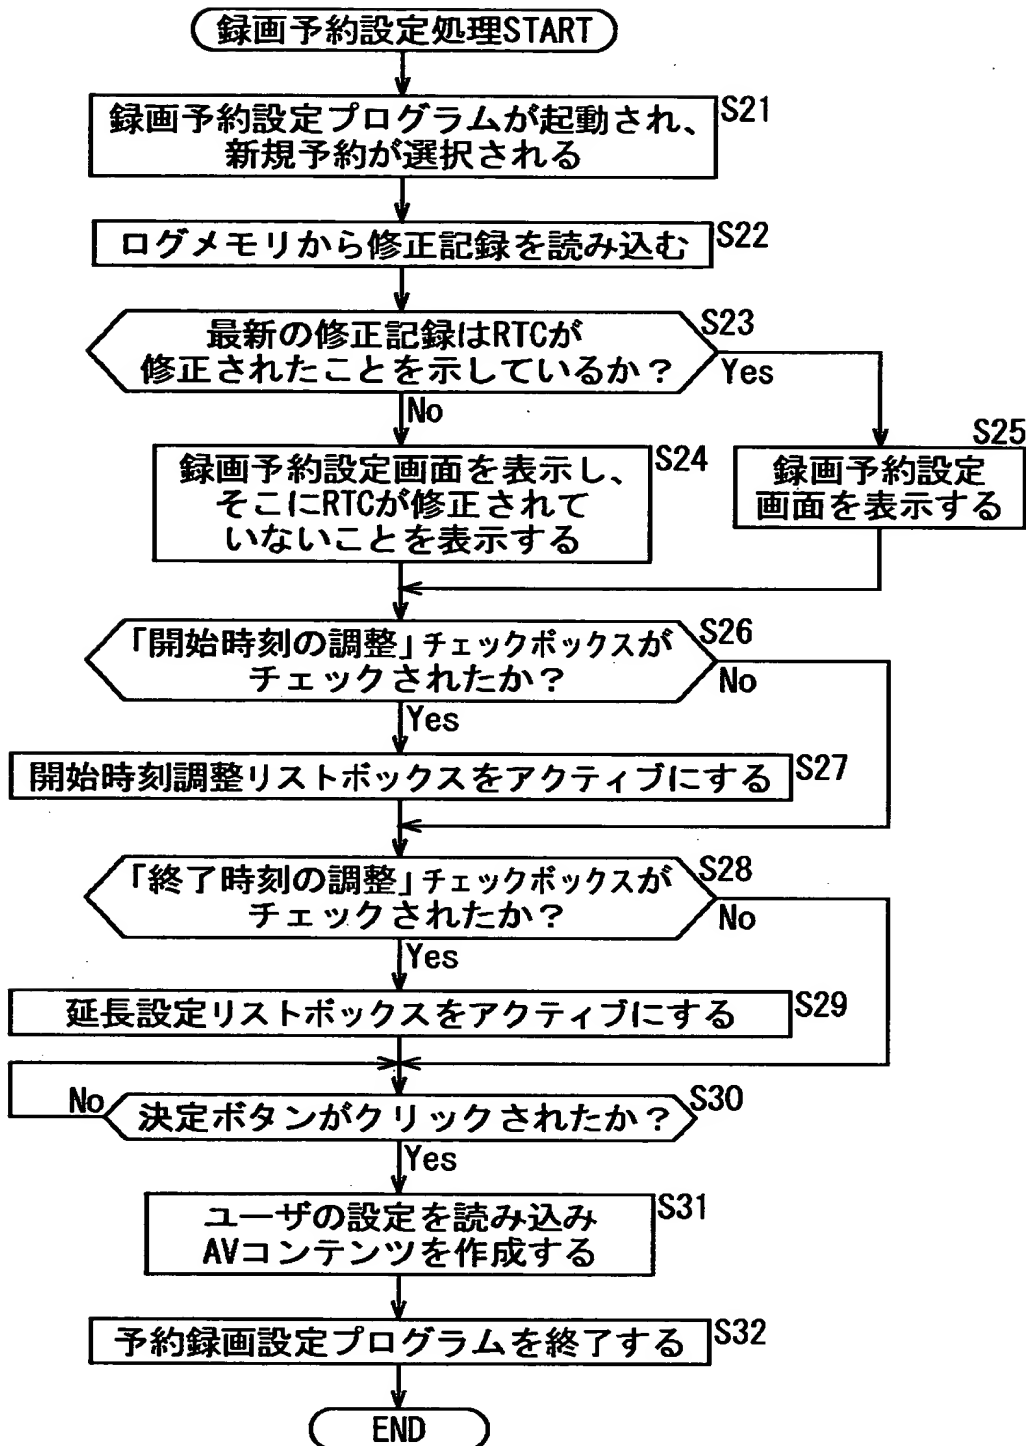 録画予約設定処理START
録画予約設定プログラムが起動され、
新規予約が選択される
S21
ログメモリから修正記録を読み込む
S22
最新の修正記録はRTCが
修正されたことを示しているか？
S23
Yes
No
録画予約設定画面を表示し、
そこにRTCが修正されて
いないことを表示する
S24
録画予約設定
画面を表示する
S25
「開始時刻の調整」チェックボックスが
チェックされたか？
S26
No
Yes
開始時刻調整リストボックスをアクティブにする
S27
「終了時刻の調整」チェックボックスが
チェックされたか？
S28
No
Yes
延長設定リストボックスをアクティブにする
S29
No
決定ボタンがクリックされたか？
S30
Yes
ユーザの設定を読み込み
AVコンテンツを作成する
S31
予約録画設定プログラムを終了する
S32
END